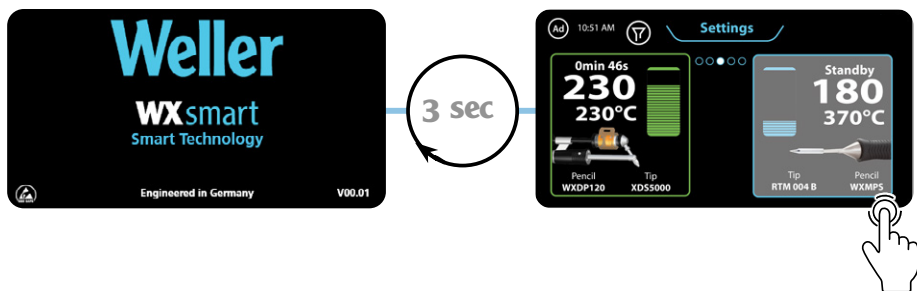 Weller
WXsmart
Smart Technology
Engineered in Germany
V00.01
3 sec
Ad
10:51 AM
Settings
0min 46s
230
230°C
Pencil
WXDP120
Tip
XDS5000
Standby
180
370°C
Tip
RTM 004 B
Pencil
WXMPS